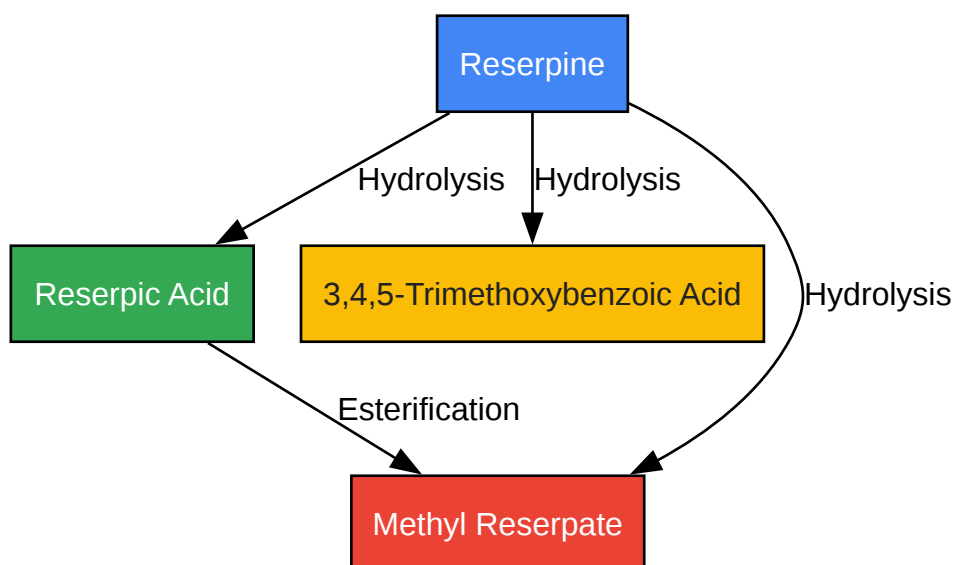 Reserpine
Hydrolysis
Hydrolysis
Reserpic Acid
3,4,5-Trimethoxybenzoic Acid
Hydrolysis
Esterification
Methyl Reserpate